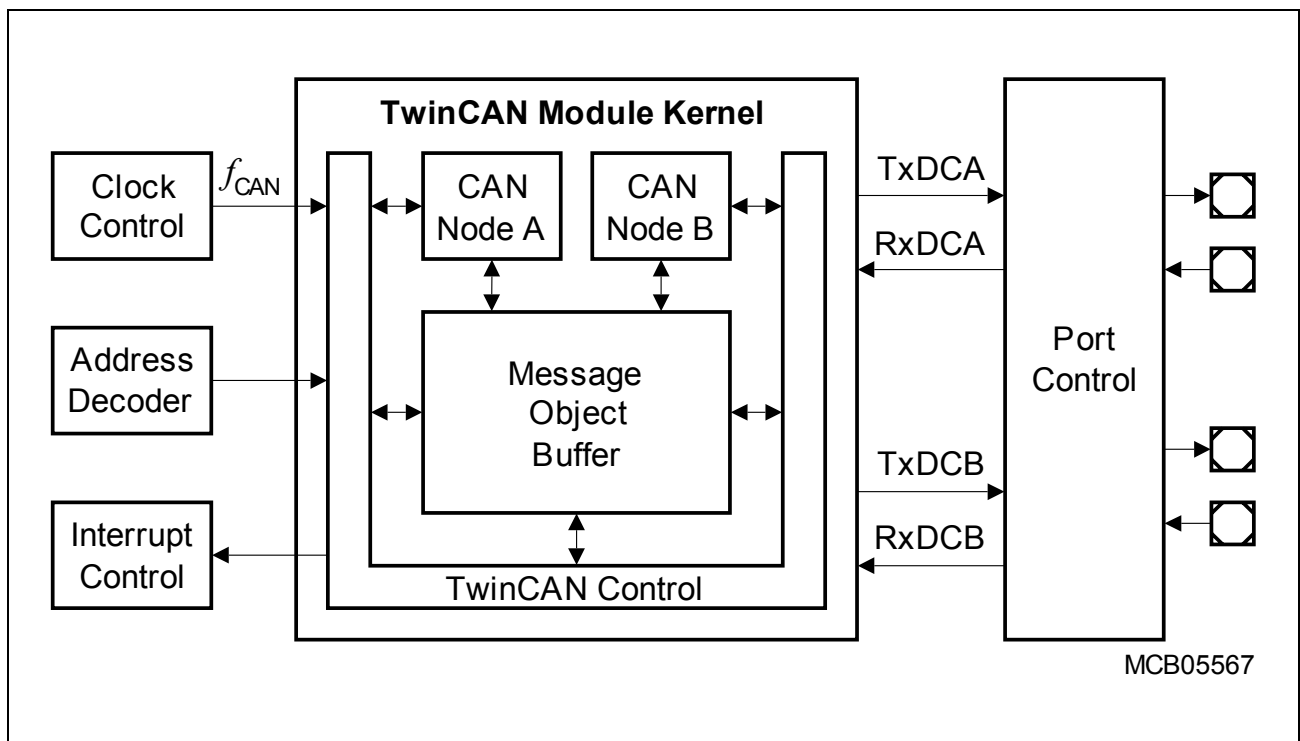 TwinCAN Module Kernel
Clock
Control
fCAN
Address
Decoder
Interrupt
Control
CAN
Node A
CAN
Node B
Message
Object
Buffer
TwinCAN Control
TxDCA
RxDCA
TxDCB
RxDCB
Port
Control
MCB05567